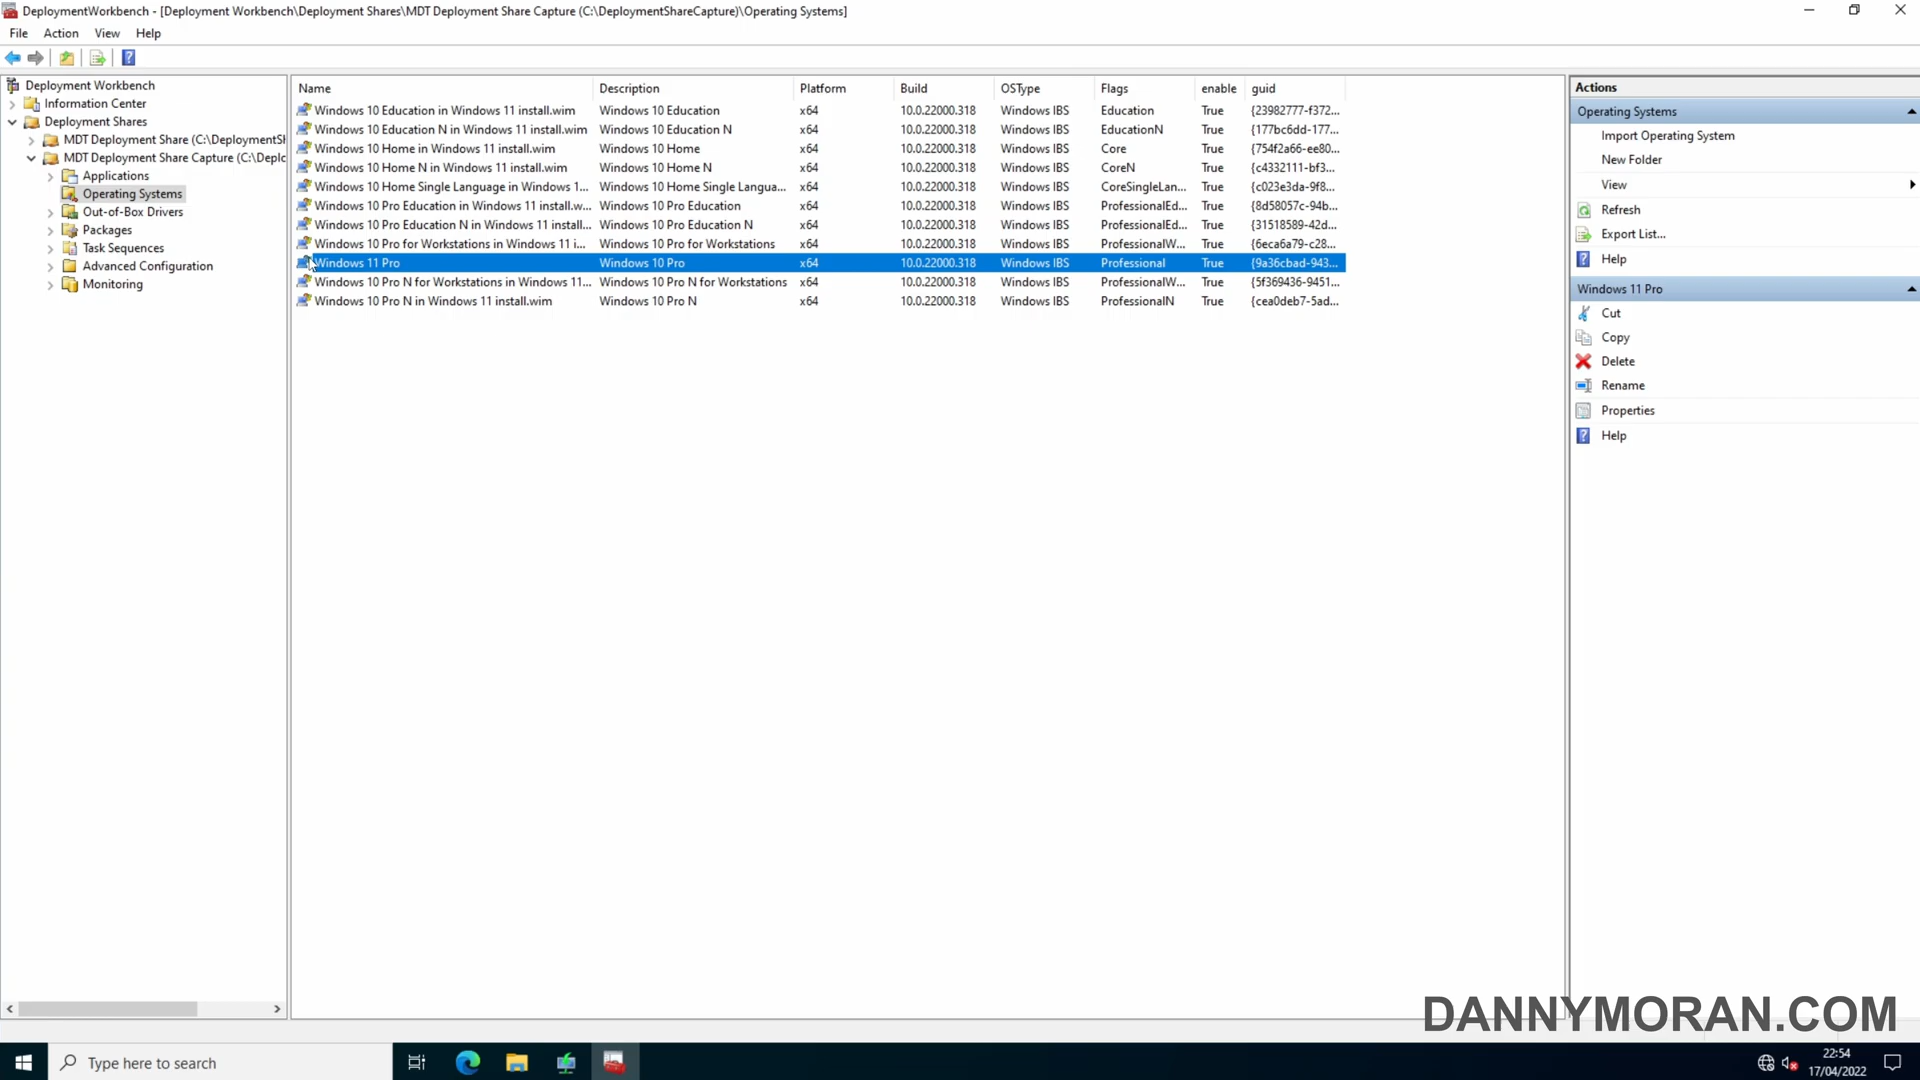 DeploymentWorkbench - [Deployment Workbench\Deployment Shares\MDT Deployment Share Capture (C:\DeploymentShareCapture)\Operating Systems]
File Action View Help
Deployment Workbench
Information Center
Deployment Shares
MDT Deployment Share (C:\DeploymentSh
MDT Deployment Share Capture (C:\Deplc
Applications
Operating Systems
Out-of-Box Drivers
Packages
Task Sequences
Advanced Configuration
Monitoring
Name Description Platform Build OSType Flags enable guid
Windows 10 Education in Windows 11 install.wim Windows 10 Education x64 10.0.22000.318 Windows IBS Education True {23982777-f372...
Windows 10 Education N in Windows 11 install.wim Windows 10 Education N x64 10.0.22000.318 Windows IBS EducationN True {177bc6dd-177...
Windows 10 Home in Windows 11 install.wim Windows 10 Home x64 10.0.22000.318 Windows IBS Core True {754f2a66-ee80...
Windows 10 Home N in Windows 11 install.wim Windows 10 Home N x64 10.0.22000.318 Windows IBS CoreN True {c4332111-bf3...
Windows 10 Home Single Language in Windows 1... Windows 10 Home Single Langua... x64 10.0.22000.318 Windows IBS CoreSingleLan... True {c023e3da-9f8...
Windows 10 Pro Education in Windows 11 install.w... Windows 10 Pro Education x64 10.0.22000.318 Windows IBS ProfessionalEd... True {8d58057c-94b...
Windows 10 Pro Education N in Windows 11 install.... Windows 10 Pro Education N x64 10.0.22000.318 Windows IBS ProfessionalEd... True {31518589-42d...
Windows 10 Pro for Workstations in Windows 11 i... Windows 10 Pro for Workstations x64 10.0.22000.318 Windows IBS ProfessionalW... True {6eca6a79-c28...
Windows 11 Pro Windows 10 Pro x64 10.0.22000.318 Windows IBS Professional True {9a36cbad-943...
Windows 10 Pro N for Workstations in Windows 11... Windows 10 Pro N for Workstations x64 10.0.22000.318 Windows IBS ProfessionalW... True {5f369436-9451...
Windows 10 Pro N in Windows 11 install.wim Windows 10 Pro N x64 10.0.22000.318 Windows IBS ProfessionalN True {cea0deb7-5ad...
Actions
Operating Systems
Import Operating System
New Folder
View
Refresh
Export List...
Help
Windows 11 Pro
Cut
Copy
Delete
Rename
Properties
Help
DANNYMORAN.COM
Type here to search
22:54
17/04/2022